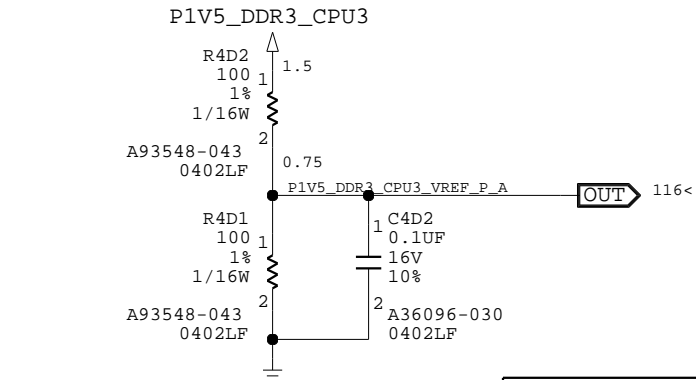 P1V5_DDR3_CPU3
R4D2
1.5
100
1
1%
1/16W
2
A93548-043
0402LF
0.75
P1V5_DDR3_CPU3_VREF_P_A
OUT
116<
R4D1
100
1
1%
1/16W
2
A93548-043
0402LF
1
C4D2
0.1UF
16V
10%
2
A36096-030
0402LF